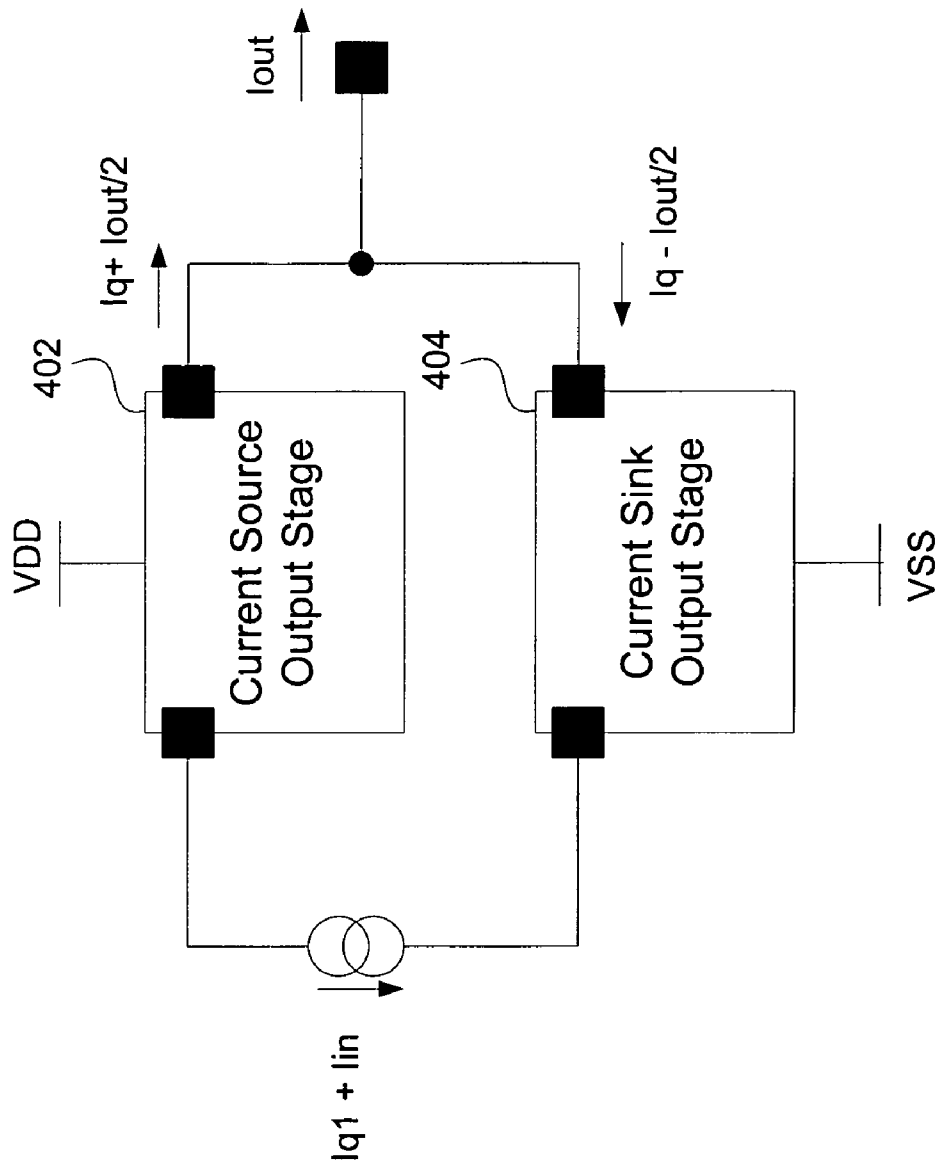 VDD
402
Current Source
Output Stage
Iq+ Iout/2
Iout
Iq1 + Iin
404
Current Sink
Output Stage
Iq - Iout/2
VSS